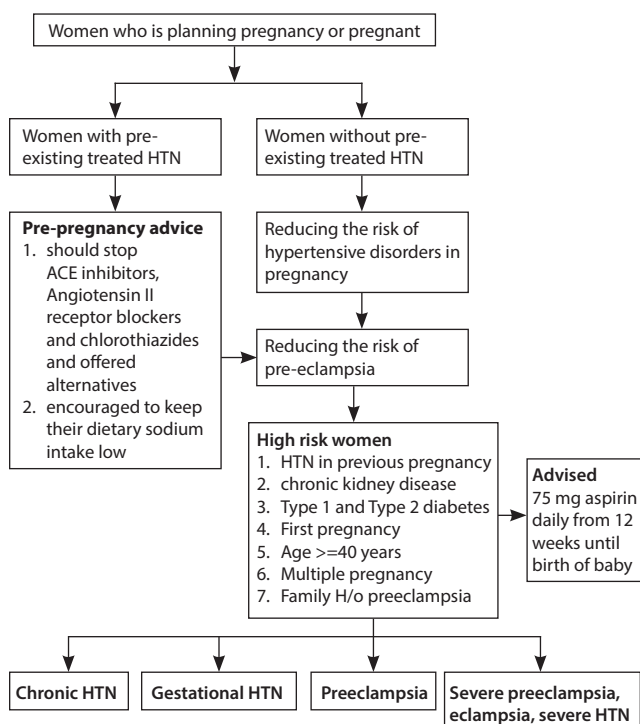 Women who is planning pregnancy or pregnant
Women with pre-
existing treated HTN
Women without pre-
existing treated HTN
Pre-pregnancy advice
1. should stop
ACE inhibitors,
Angiotensin II
receptor blockers
and chlorothiazides
and offered
alternatives
2. encouraged to keep
their dietary sodium
intake low
Reducing the risk of
hypertensive disorders in
pregnancy
Reducing the risk of
pre-eclampsia
High risk women
1. HTN in previous pregnancy
2. chronic kidney disease
3. Type 1 and Type 2 diabetes
4. First pregnancy
5. Age >=40 years
6. Multiple pregnancy
7. Family H/o preeclampsia
Advised
75 mg aspirin
daily from 12
weeks until
birth of baby
Chronic HTN
Gestational HTN
Preeclampsia
Severe preeclampsia,
eclampsia, severe HTN